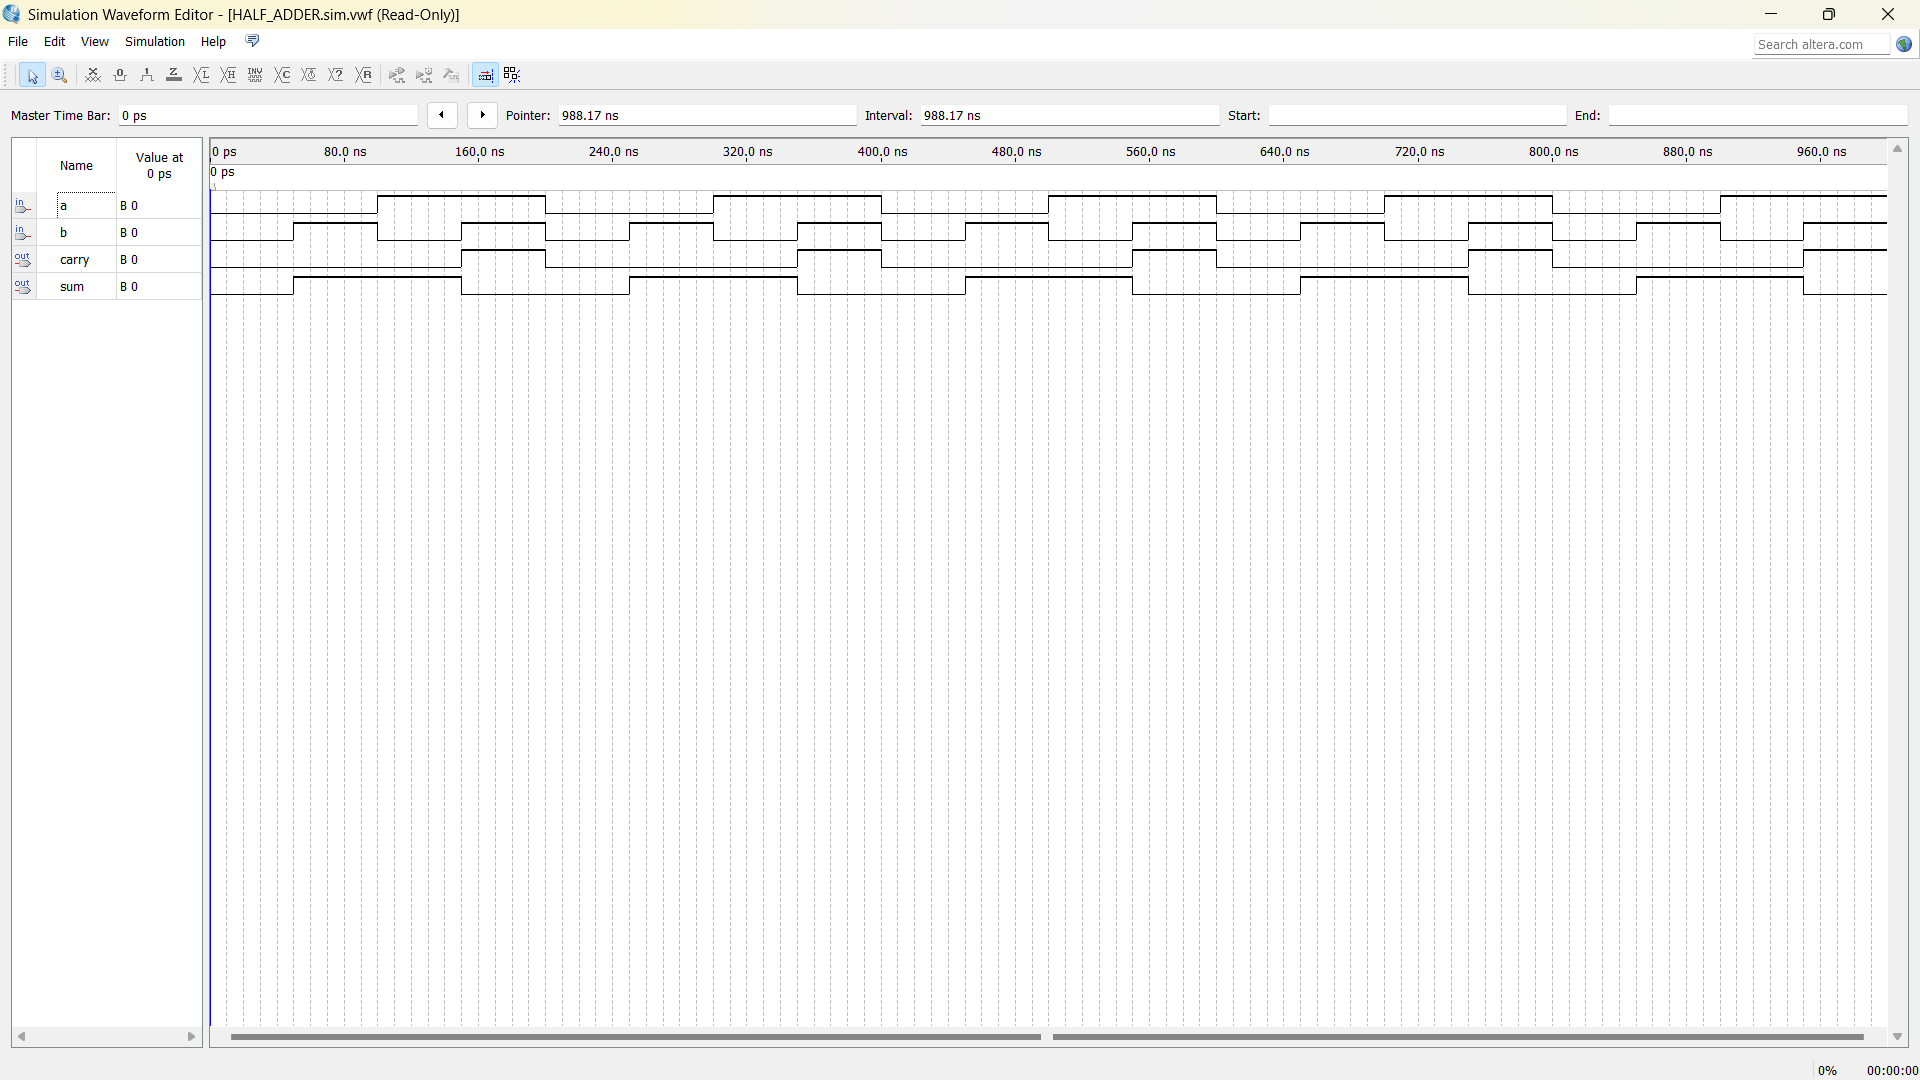 Simulation Waveform Editor - [HALF_ADDER.sim.vwf (Read-Only)]
File Edit View Simulation Help
Search altera.com
Master Time Bar: 0 ps Pointer: 988.17 ns Interval: 988.17 ns Start: End:
Name Value at 0 ps
0 ps 80.0 ns 160.0 ns 240.0 ns 320.0 ns 400.0 ns 480.0 ns 560.0 ns 640.0 ns 720.0 ns 800.0 ns 880.0 ns 960.0 ns
0 ps
in a B 0
in b B 0
out carry B 0
out sum B 0
0% 00:00:00